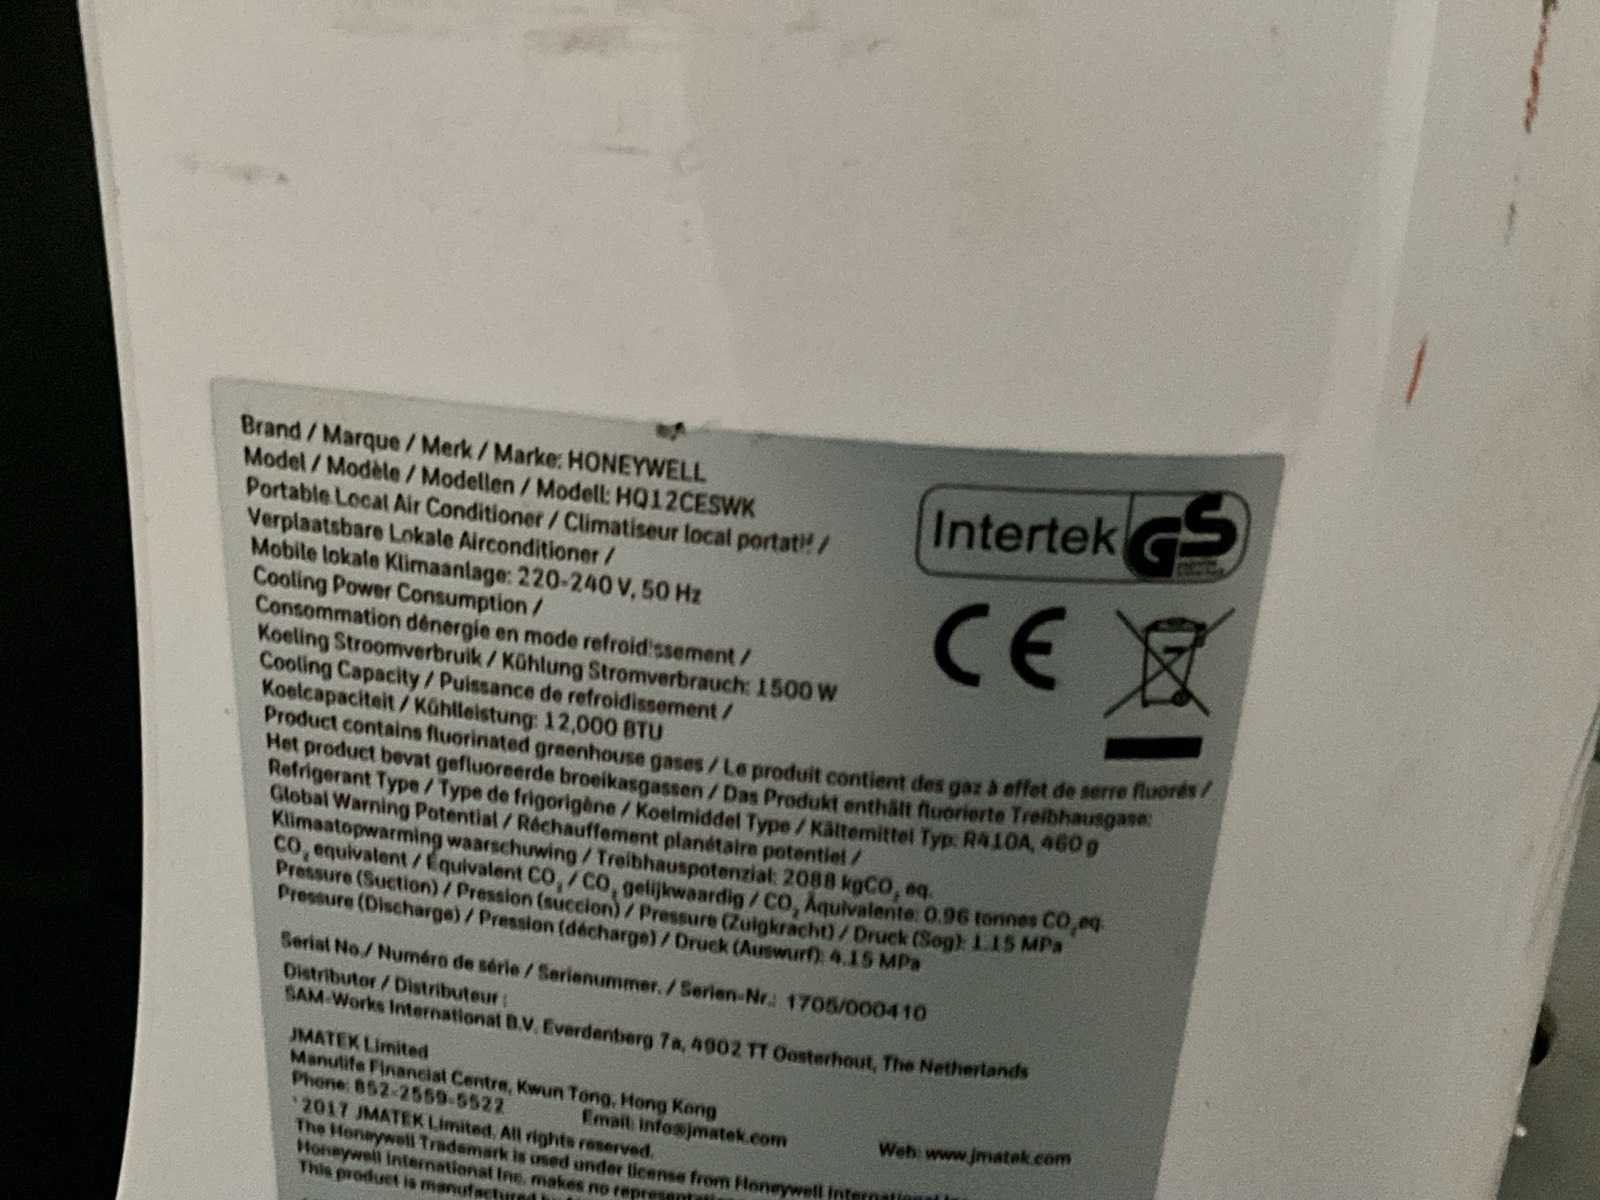 Brand / Marque / Merk / Marke: HONEYWELL
Model / Modèle / Modellen / Modell: HQ12CESWK
Portable Local Air Conditioner / Climatiseur local portatif /
Verplaatsbare Lokale Airconditioner /
Mobile lokale Klimaanlage: 220-240 V, 50 Hz
Cooling Power Consumption /
Consommation dénergie en mode refroidissement /
Koeling Stroomverbruik / Kühlung Stromverbrauch: 1500 W
Cooling Capacity / Puissance de refroidissement /
Koelcapaciteit / Kühlleistung: 12,000 BTU
Product contains fluorinated greenhouse gases / Le produit contient des gaz à effet de serre fluorés /
Het product bevat gefluoreerde broeikasgassen / Das Produkt enthält fluorierte Treibhausgase:
Refrigerant Type / Type de frigorigène / Koelmiddel Type / Kältemittel Typ: R410A, 460 g
Global Warning Potential / Réchauffement planétaire potentiel /
Klimaatopwarming waarschuwing / Treibhauspotenzial: 2088 kgCO₂ eq.
CO₂ equivalent / Équivalent CO₂ / CO₂ gelijkwaardig / CO₂ Äquivalente: 0.96 tonnes CO₂eq.
Pressure (Suction) / Pression (succion) / Pressure (Zuigkracht) / Druck (Sog): 1.15 MPa
Pressure (Discharge) / Pression (décharge) / Druck (Auswurf): 4.15 MPa
Serial No./ Numéro de série / Serienummer. / Serien-Nr.: 1705/000410
Distributor / Distributeur :
SAM-Works International B.V. Everdenberg 7a, 4902 TT Oosterhout, The Netherlands
JMATEK Limited
Manulife Financial Centre, Kwun Tong, Hong Kong
Phone: 852-2559-5522 Email: info@jmatek.com Web: www.jmatek.com
2017 JMATEK Limited. All rights reserved.
The Honeywell Trademark is used under license from Honeywell International
Honeywell International Inc. makes no
This product is manufactured
Intertek GS
CE